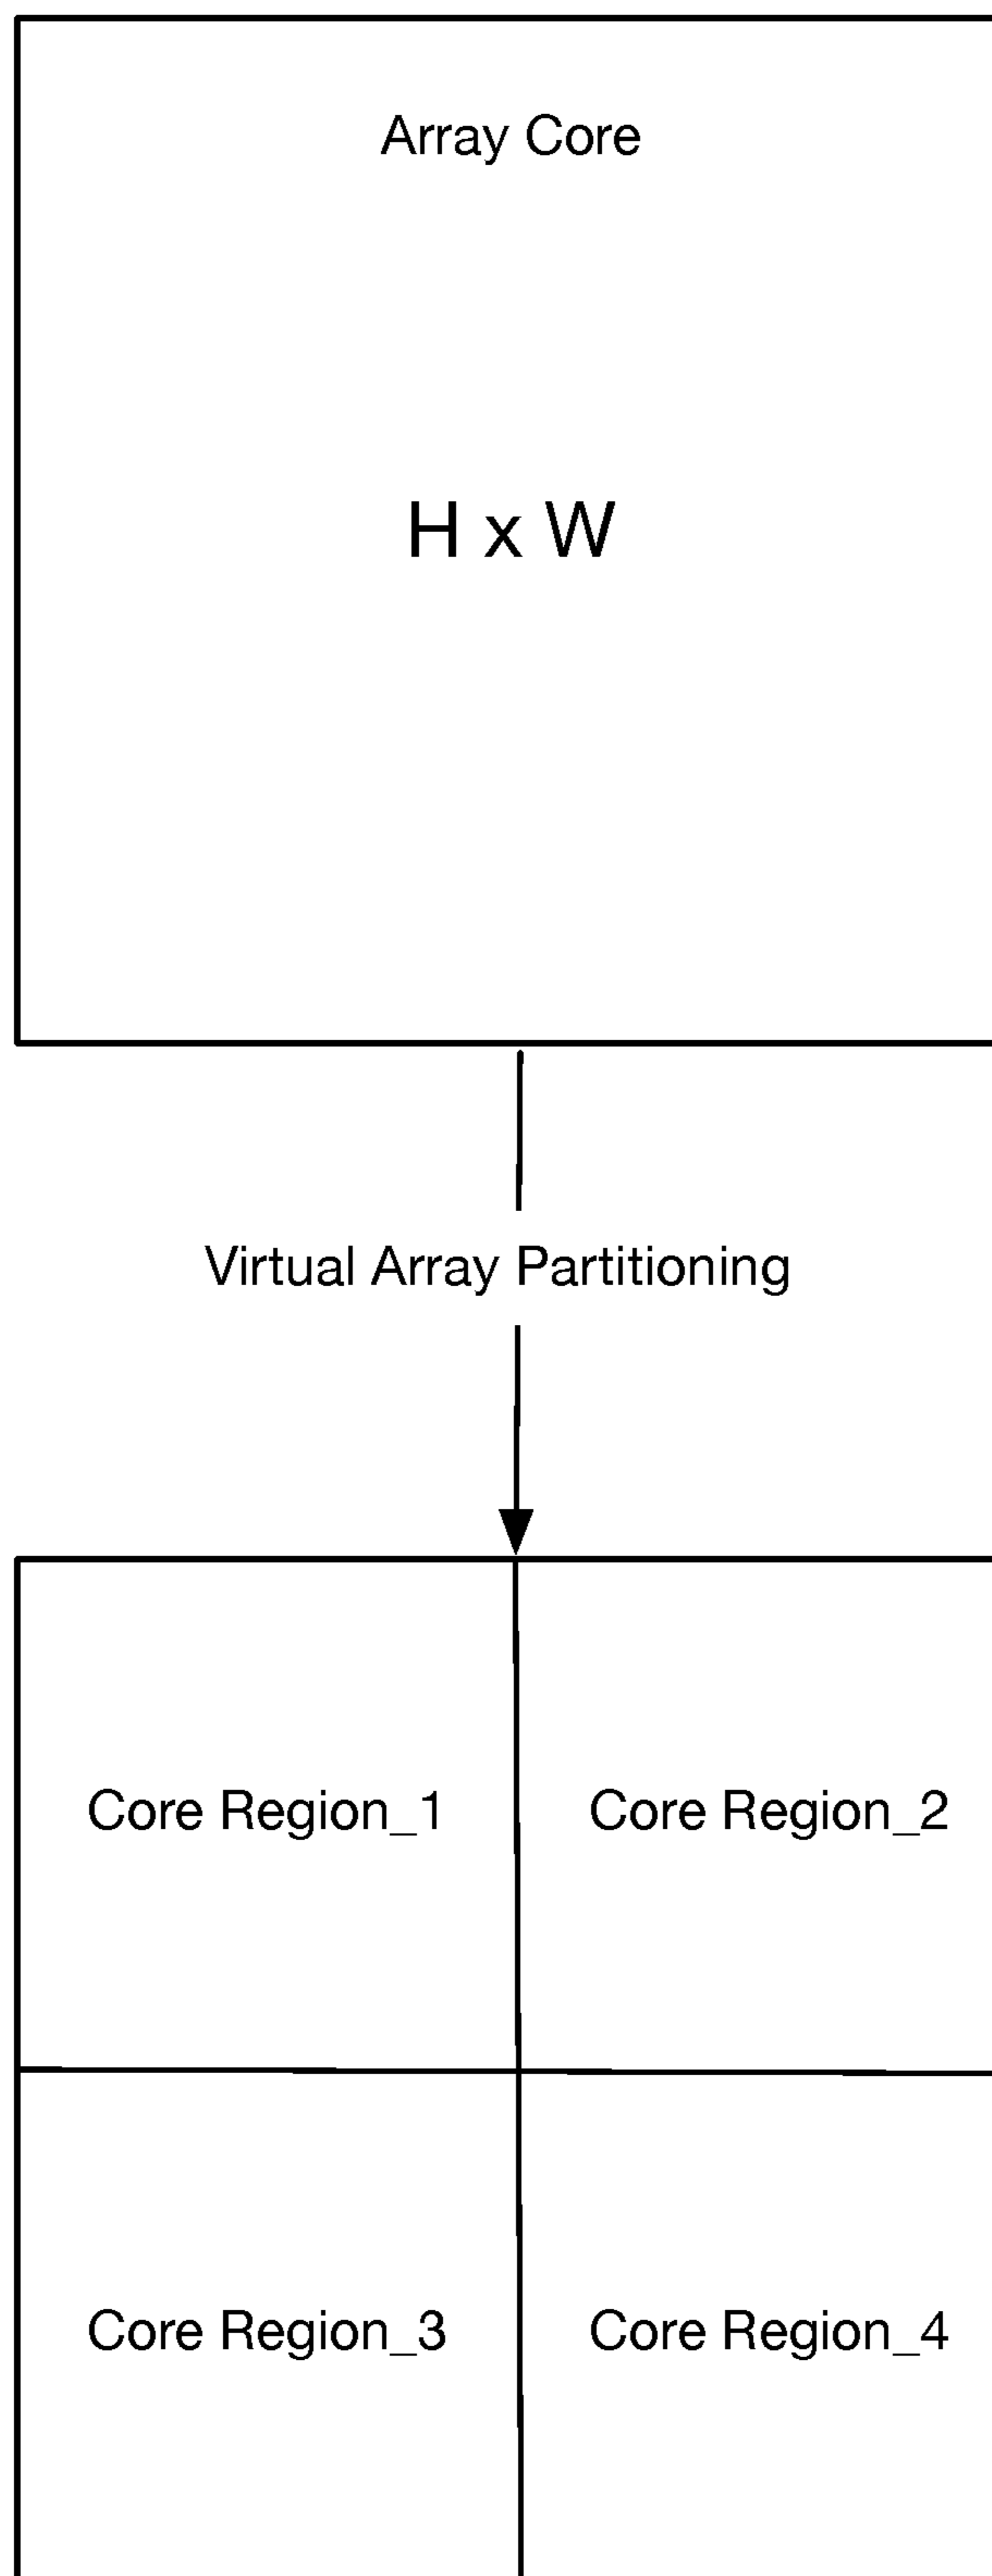 Array Core
H x W
Virtual Array Partitioning
Core Region_1
Core Region_2
Core Region_3
Core Region_4